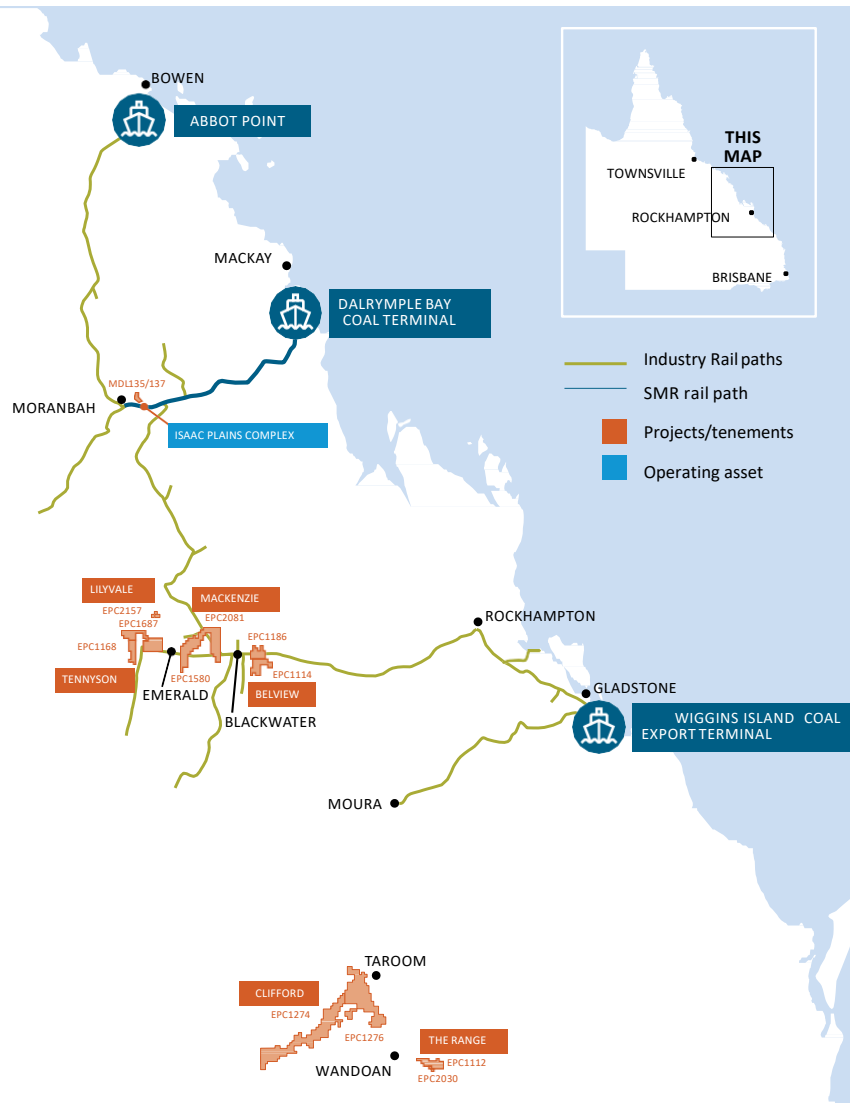 BOWEN
ABBOT POINT
THIS
MAP
TOWNSVILLE
ROCKHAMPTON
BRISBANE
MACKAY
DALRYMPLE BAY
COAL TERMINAL
Industry Rail paths
SMR rail path
Projects/tenements
Operating asset
MDL135/137
MORANBAH
ISAAC PLAINS COMPLEX
LILYVALE
MACKENZIE
EPC2157
EPC1687
EPC2081
EPC1168
EPC1186
ROCKHAMPTON
TENNYSON
EPC1580
EPC1114
EMERALD
BELVIEW
BLACKWATER
GLADSTONE
WIGGINS ISLAND COAL
EXPORT TERMINAL
MOURA
TAROOM
CLIFFORD
EPC1274
EPC1276
THE RANGE
WANDOAN
EPC1112
EPC2030